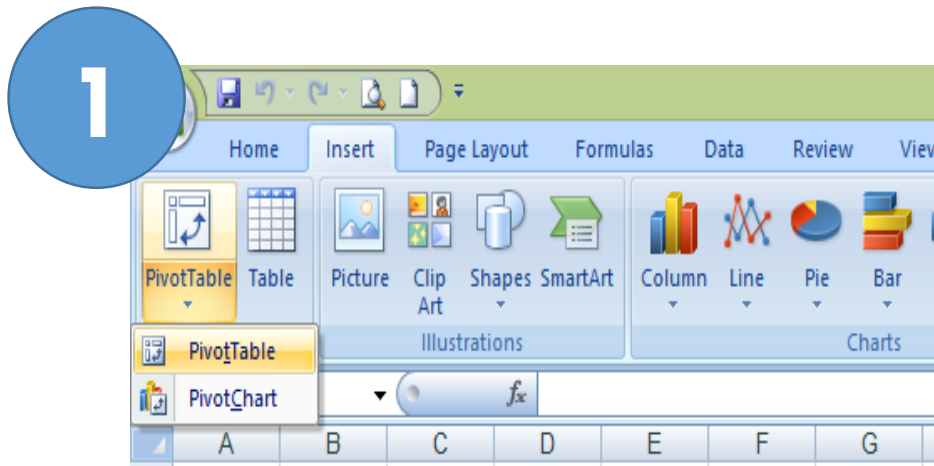 1
Home Insert Page Layout Formulas Data Review Vie
PivotTable Table Picture Clip Art Shapes SmartArt Column Line Pie Bar
Illustrations Charts
PivotTable
PivotChart
fx
A B C D E F G